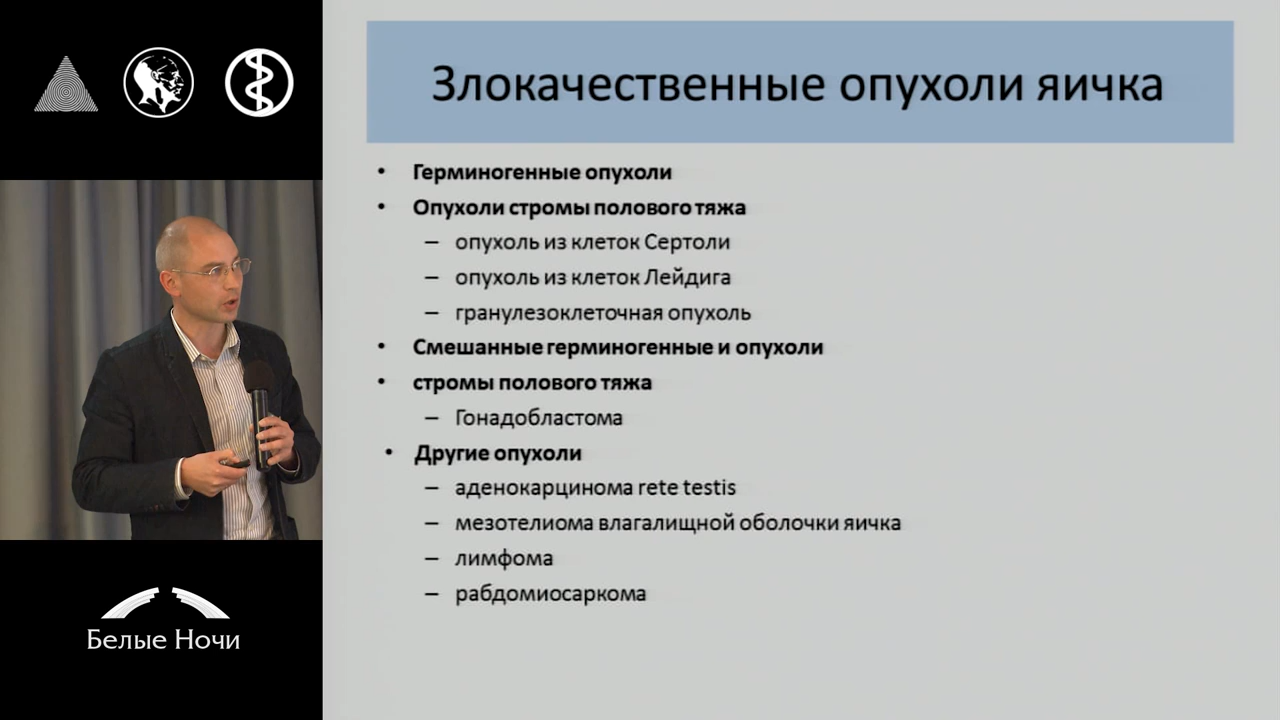 Злокачественные опухоли яичка
• Герминогенные опухоли
• Опухоли стромы полового тяжа
– опухоль из клеток Сертоли
– опухоль из клеток Лейдига
– гранулезоклеточная опухоль
• Смешанные герминогенные и опухоли
• стромы полового тяжа
– Гонадобластома
• Другие опухоли
– аденокарцинома rete testis
– мезотелиома влагалищной оболочки яичка
– лимфома
– рабдомиосаркома
Белые Ночи